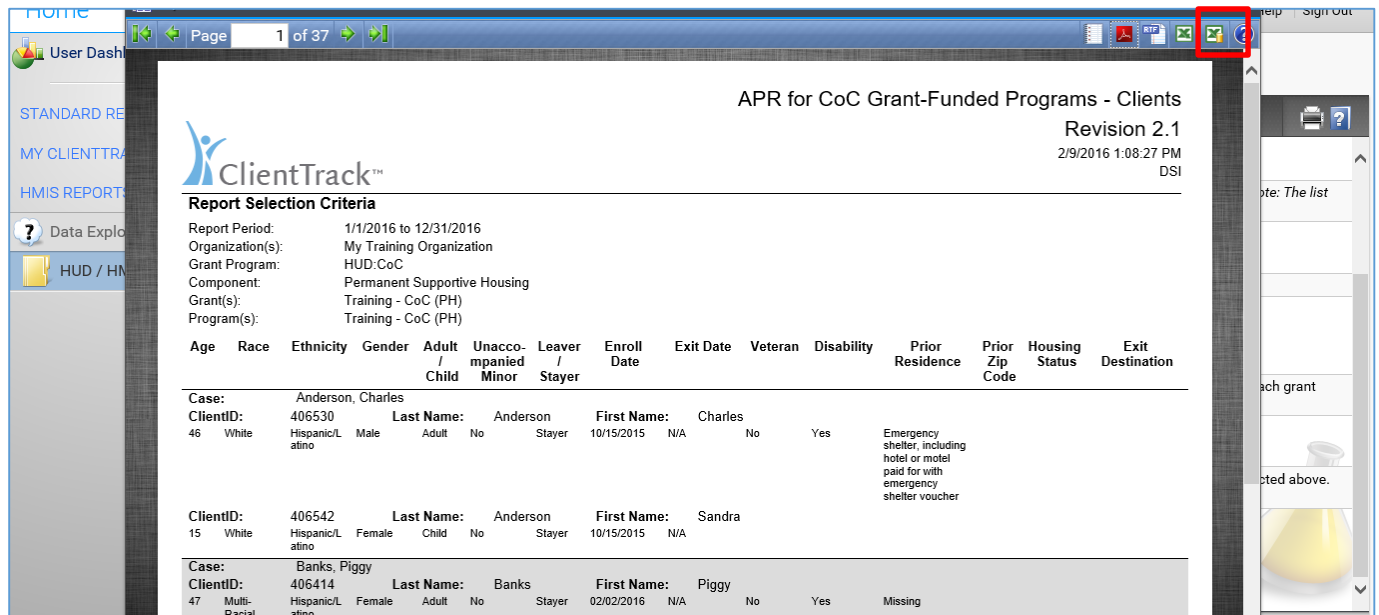 Home
Help | Sign Out
Page 1 of 37
RTF
?
User Dash
STANDARD RE
MY CLIENTTRA
HMIS REPORTS
? Data Explo
HUD / HM
?
ote: The list
ach grant
cted above.
APR for CoC Grant-Funded Programs - Clients
Revision 2.1
2/9/2016 1:08:27 PM
DSI
ClientTrack™
Report Selection Criteria
Report Period: 1/1/2016 to 12/31/2016
Organization(s): My Training Organization
Grant Program: HUD:CoC
Component: Permanent Supportive Housing
Grant(s): Training - CoC (PH)
Program(s): Training - CoC (PH)
Age Race Ethnicity Gender Adult Unacco- Leaver Enroll Exit Date Veteran Disability Prior Prior Housing Exit
/ mpanied / Date Residence Zip Status Destination
Child Minor Stayer Code
Case: Anderson, Charles
ClientID: 406530 Last Name: Anderson First Name: Charles
46 White Hispanic/L Male Adult No Stayer 10/15/2015 N/A No Yes Emergency
atino shelter, including
hotel or motel
paid for with
emergency
shelter voucher
ClientID: 406542 Last Name: Anderson First Name: Sandra
15 White Hispanic/L Female Child No Stayer 10/15/2015 N/A
atino
Case: Banks, Piggy
ClientID: 406414 Last Name: Banks First Name: Piggy
47 Multi- Hispanic/L Female Adult No Stayer 02/02/2016 N/A No Yes Missing
Racial atino